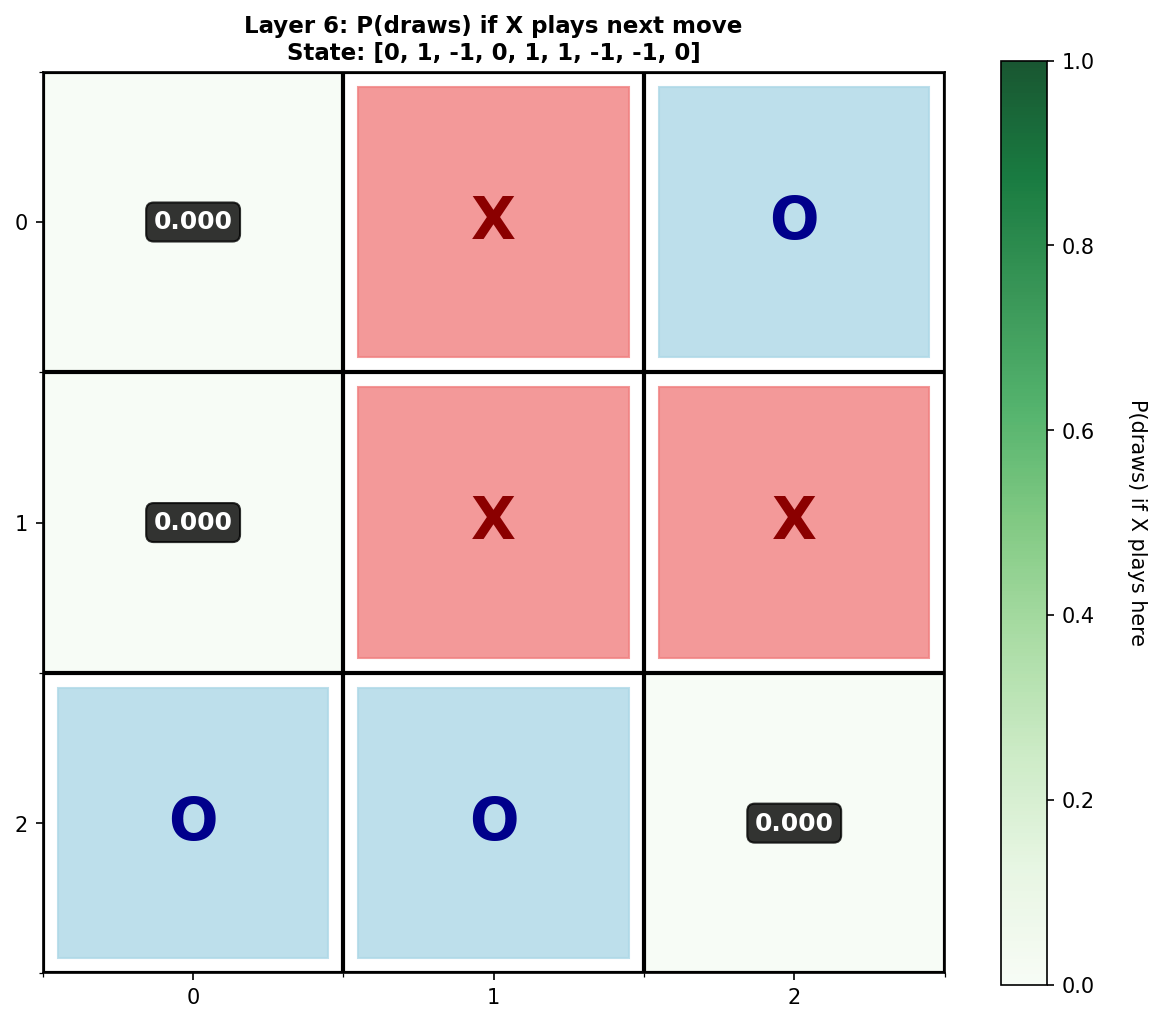 Layer 6: P(draws) if X plays next move
State: [0, 1, -1, 0, 1, 1, -1, -1, 0]
0
0.000
X
O
1
0.000
X
X
2
O
O
0.000
0
1
2
1.0
0.8
0.6
0.4
0.2
0.0
P(draws) if X plays here